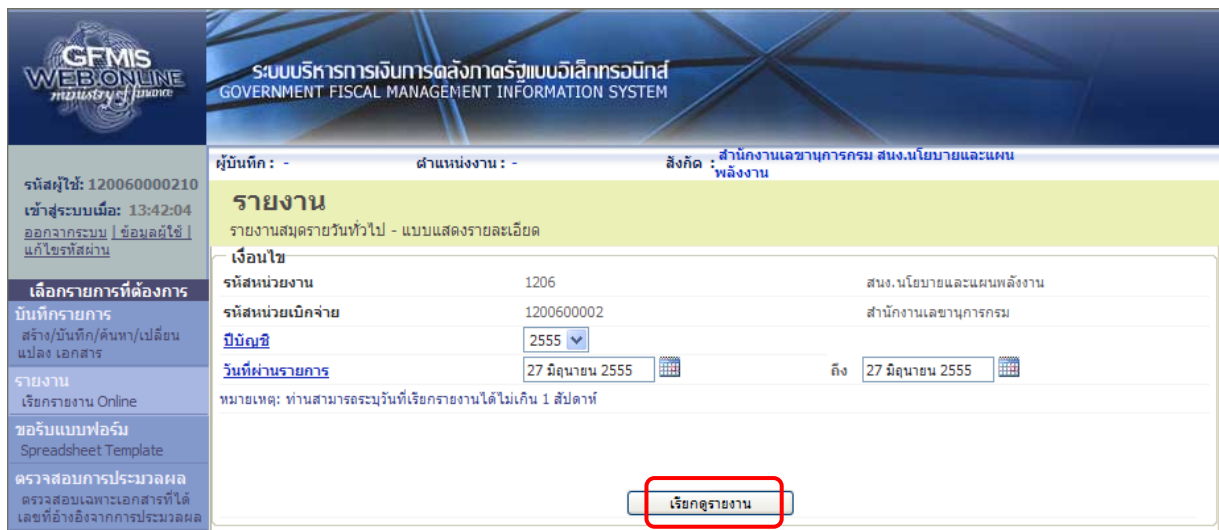 GFMIS
WEB ONLINE
ministry of finance
ระบบบริหารการเงินการคลังภาครัฐแบบอิเล็กทรอนิกส์
GOVERNMENT FISCAL MANAGEMENT INFORMATION SYSTEM
ผู้บันทึก : - ตำแหน่งงาน : - สังกัด : สำนักงานเลขานุการกรม สนง.นโยบายและแผน
พลังงาน
รหัสผู้ใช้: 120060000210
เข้าสู่ระบบเมื่อ: 13:42:04
ออกจากระบบ | ข้อมูลผู้ใช้ |
แก้ไขรหัสผ่าน
เลือกรายการที่ต้องการ
บันทึกรายการ
สร้าง/บันทึก/ค้นหา/เปลี่ยน
แปลง เอกสาร
รายงาน
เรียกรายงาน Online
ขอรับแบบฟอร์ม
Spreadsheet Template
ตรวจสอบการประมวลผล
ตรวจสอบเฉพาะเอกสารที่ได้
เลขที่อ้างอิงจากการประมวลผล
รายงาน
รายงานสมุดรายวันทั่วไป - แบบแสดงรายละเอียด
เงื่อนไข
รหัสหน่วยงาน 1206 สนง.นโยบายและแผนพลังงาน
รหัสหน่วยเบิกจ่าย 1200600002 สำนักงานเลขานุการกรม
ปีบัญชี 2555
วันที่ผ่านรายการ 27 มิถุนายน 2555 ถึง 27 มิถุนายน 2555
หมายเหตุ: ท่านสามารถระบุวันที่เรียกรายงานได้ไม่เกิน 1 สัปดาห์
เรียกดูรายงาน